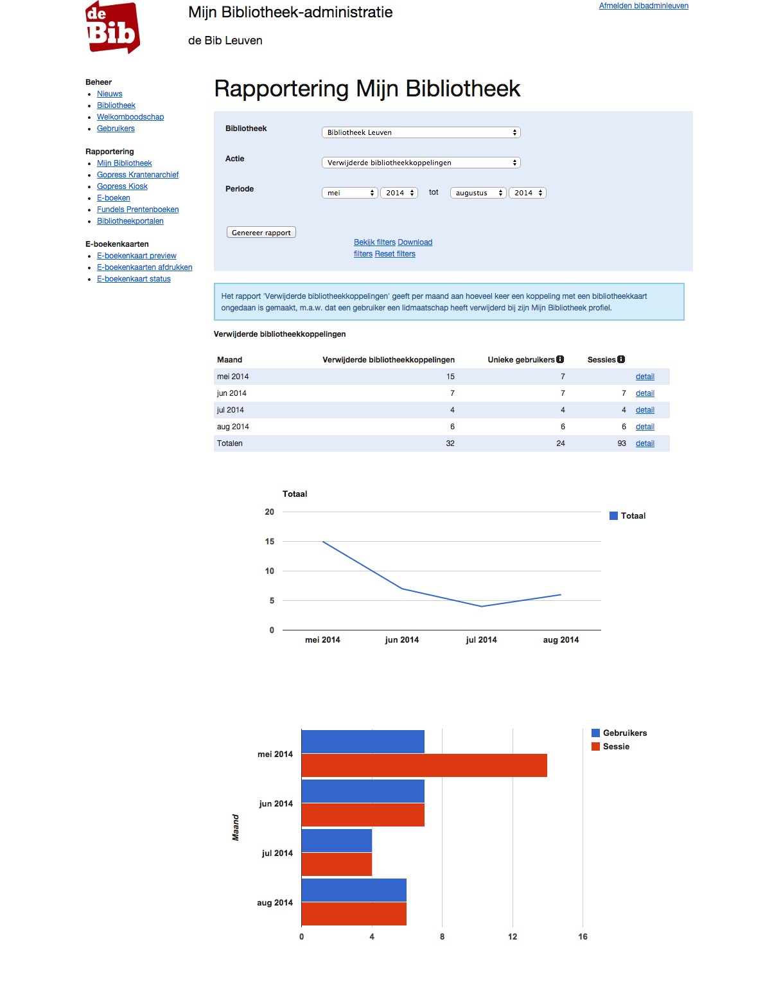 de
Bib
Mijn Bibliotheek-administratie
Afmelden bibadminleuven
de Bib Leuven
Beheer
Nieuws
Bibliotheek
Welkomboodschap
Gebruikers
Rapportering
Mijn Bibliotheek
Gopress Krantenarchief
Gopress Kiosk
E-boeken
Fundels Prentenboeken
Bibliotheekportalen
E-boekenkaarten
E-boekenkaart preview
E-boekenkaarten afdrukken
E-boekenkaart status
Rapportering Mijn Bibliotheek
Bibliotheek Bibliotheek Leuven
Actie Verwijderde bibliotheekkoppelingen
Periode mei 2014 tot augustus 2014
Genereer rapport
Bekijk filters Download
filters Reset filters
Het rapport 'Verwijderde bibliotheekkoppelingen' geeft per maand aan hoeveel keer een koppeling met een bibliotheekkaart
ongedaan is gemaakt, m.a.w. dat een gebruiker een lidmaatschap heeft verwijderd bij zijn Mijn Bibliotheek profiel.
Verwijderde bibliotheekkoppelingen
Maand Verwijderde bibliotheekkoppelingen Unieke gebruikers i Sessies i
mei 2014 15 7 detail
jun 2014 7 7 7 detail
jul 2014 4 4 4 detail
aug 2014 6 6 6 detail
Totalen 32 24 93 detail
Totaal
20
15
10
5
0
mei 2014 jun 2014 jul 2014 aug 2014
Totaal
Gebruikers
Sessie
Maand
mei 2014
jun 2014
jul 2014
aug 2014
0 4 8 12 16